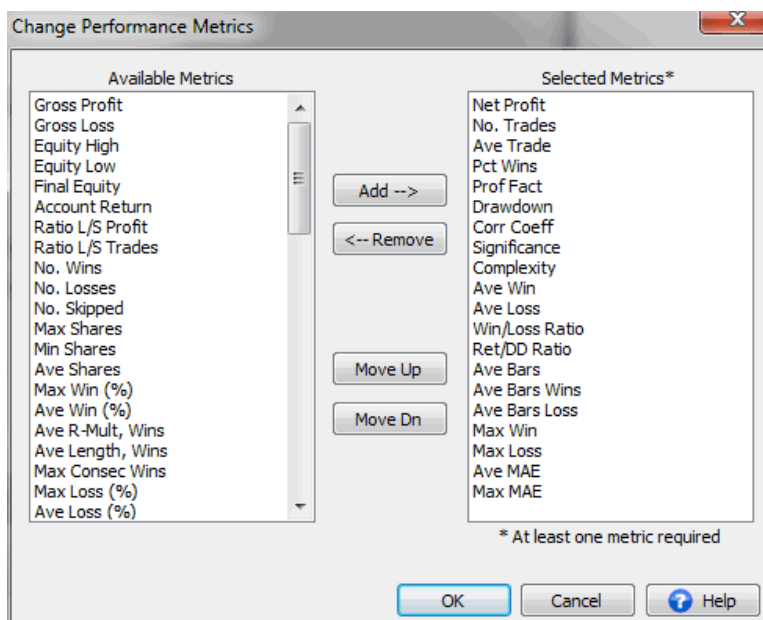 Change Performance Metrics
Available Metrics
Gross Profit
Gross Loss
Equity High
Equity Low
Final Equity
Account Return
Ratio L/S Profit
Ratio L/S Trades
No. Wins
No. Losses
No. Skipped
Max Shares
Min Shares
Ave Shares
Max Win (%)
Ave Win (%)
Ave R-Mult, Wins
Ave Length, Wins
Max Consec Wins
Max Loss (%)
Ave Loss (%)
Add -->
<-- Remove
Move Up
Move Dn
Selected Metrics*
Net Profit
No. Trades
Ave Trade
Pct Wins
Prof Fact
Drawdown
Corr Coeff
Significance
Complexity
Ave Win
Ave Loss
Win/Loss Ratio
Ret/DD Ratio
Ave Bars
Ave Bars Wins
Ave Bars Loss
Max Win
Max Loss
Ave MAE
Max MAE
* At least one metric required
OK
Cancel
? Help